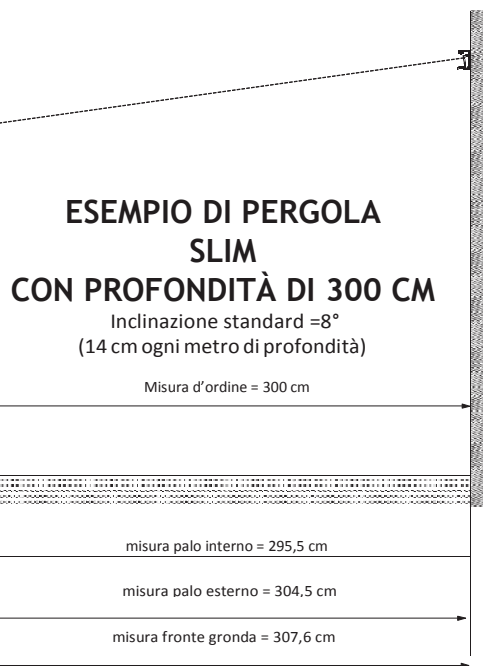 ESEMPIO DI PERGOLA
SLIM
CON PROFONDITÀ DI 300 CM
Inclinazione standard =8°
(14 cm ogni metro di profondità)
Misura d’ordine = 300 cm
misura palo interno = 295,5 cm
misura palo esterno = 304,5 cm
misura fronte gronda = 307,6 cm